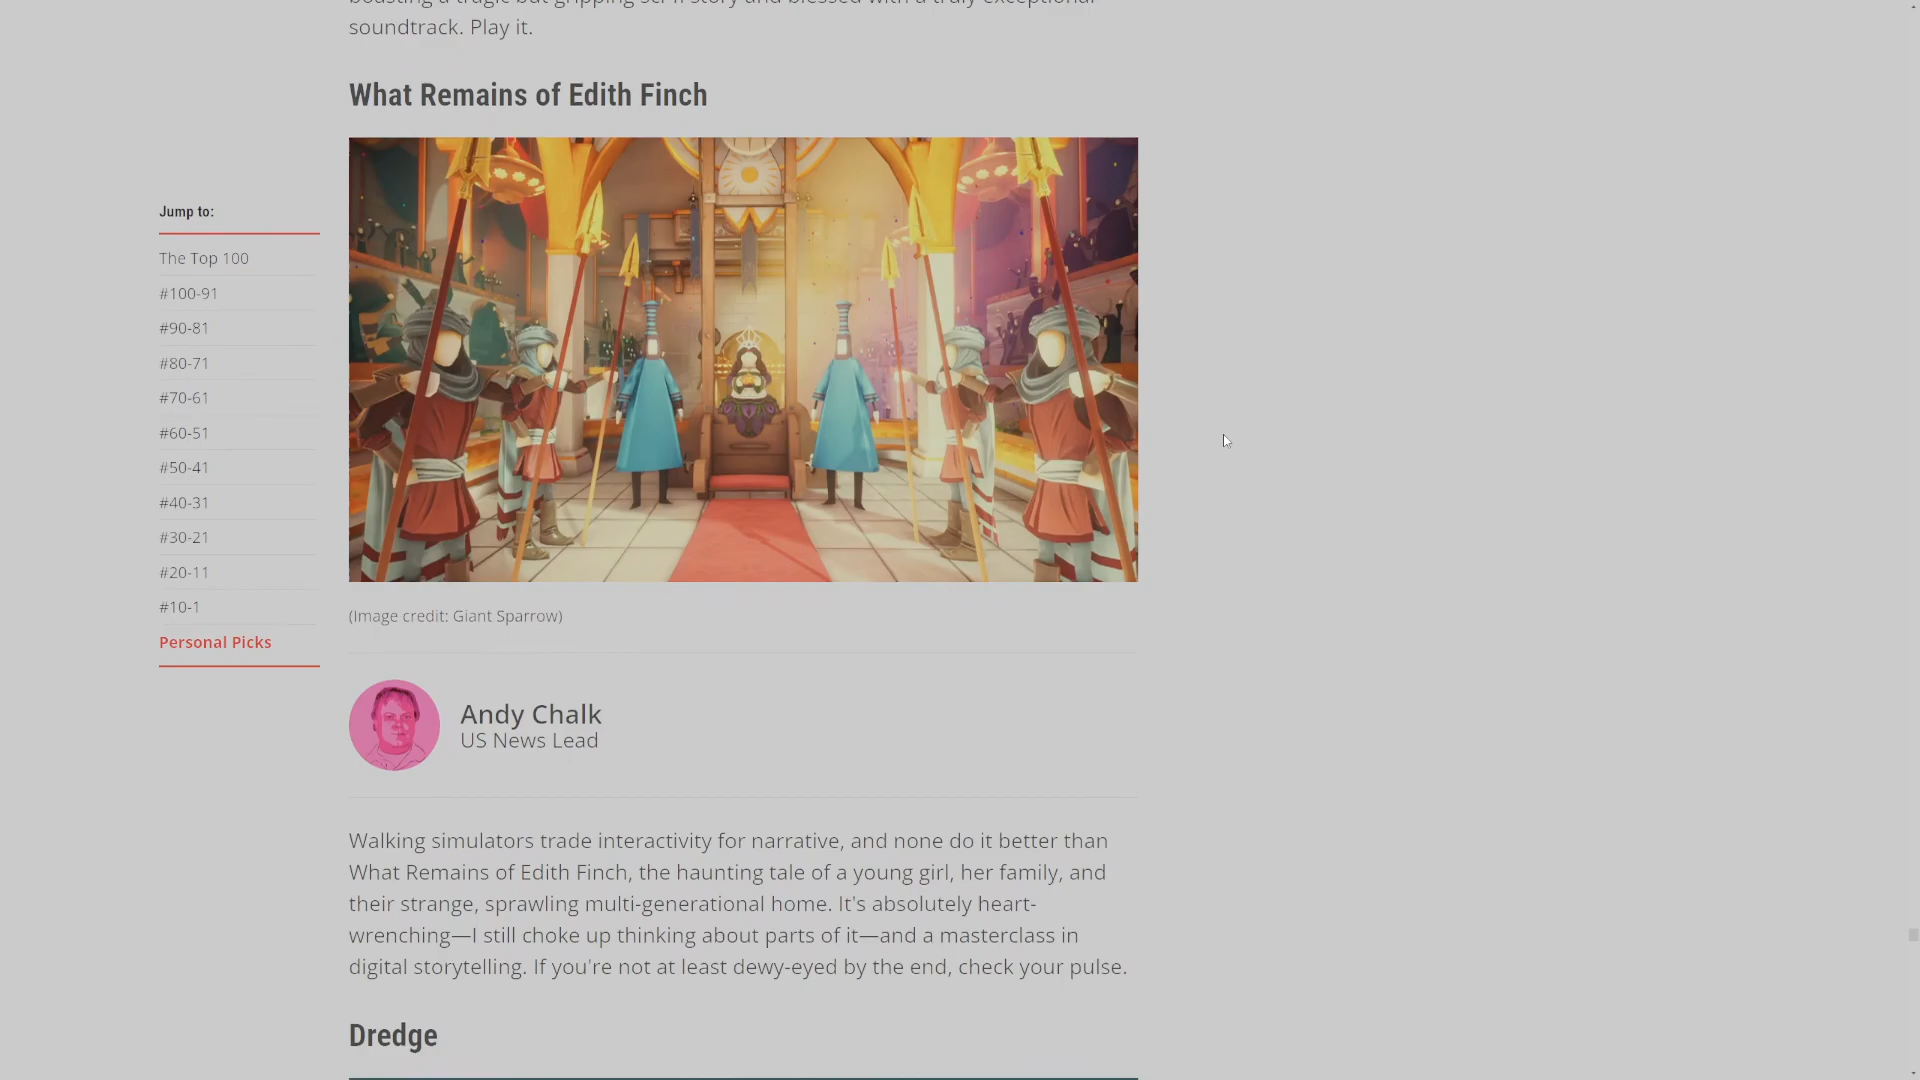 soundtrack. Play it.
What Remains of Edith Finch
Jump to:
The Top 100
#100-91
#90-81
#80-71
#70-61
#60-51
#50-41
#40-31
#30-21
#20-11
#10-1
Personal Picks
(Image credit: Giant Sparrow)
Andy Chalk
US News Lead
Walking simulators trade interactivity for narrative, and none do it better than
What Remains of Edith Finch, the haunting tale of a young girl, her family, and
their strange, sprawling multi-generational home. It's absolutely heart-
wrenching—I still choke up thinking about parts of it—and a masterclass in
digital storytelling. If you're not at least dewy-eyed by the end, check your pulse.
Dredge